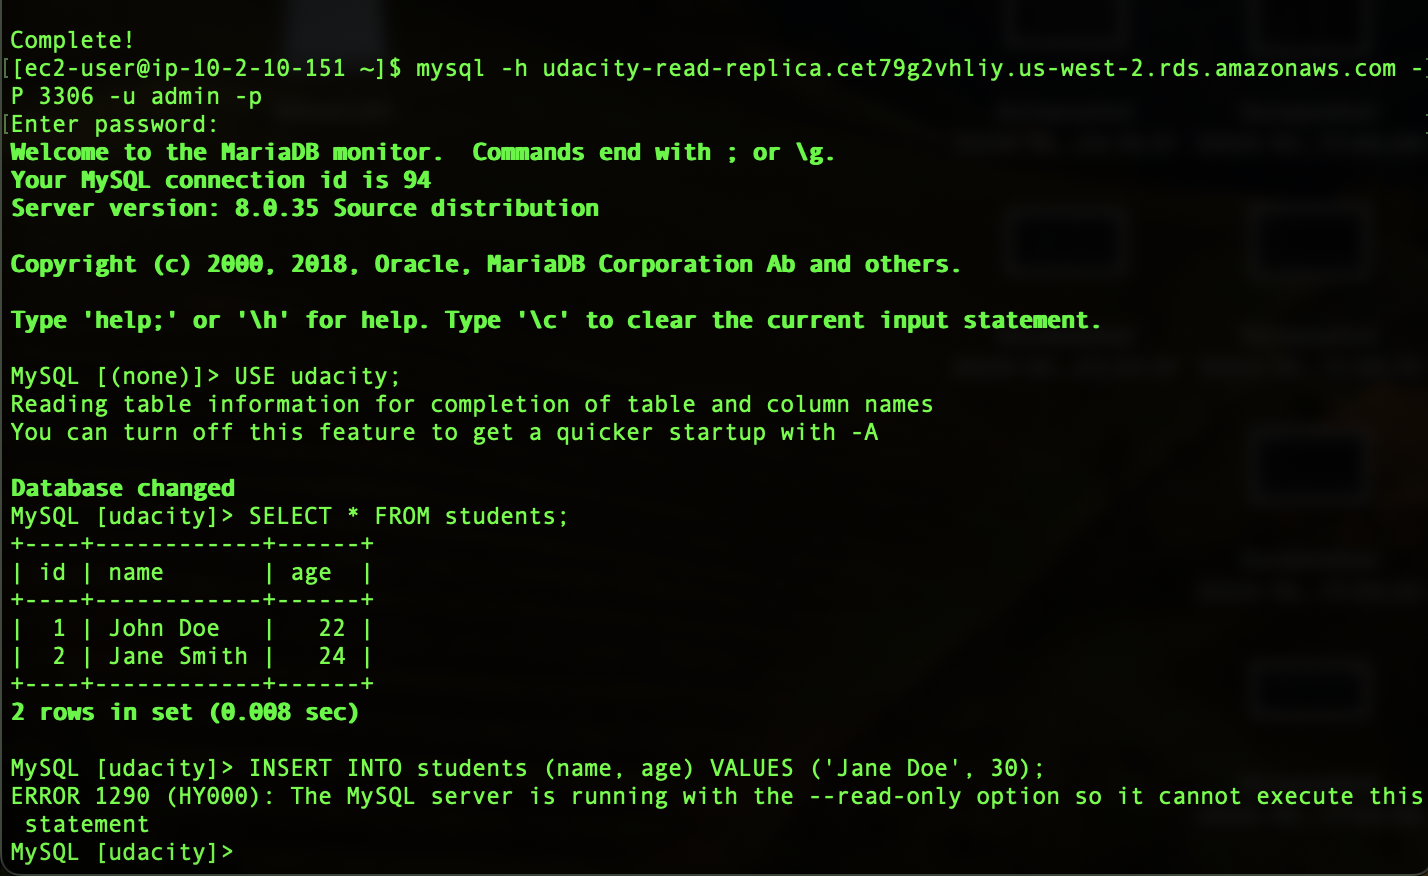 Complete!
[[ec2-user@ip-10-2-10-151 ~]$ mysql -h udacity-read-replica.cet79g2vhliy.us-west-2.rds.amazonaws.com -]
P 3306 -u admin -p
[Enter password:
Welcome to the MariaDB monitor.  Commands end with ; or \g.
Your MySQL connection id is 94
Server version: 8.0.35 Source distribution
Copyright (c) 2000, 2018, Oracle, MariaDB Corporation Ab and others.
Type 'help;' or '\h' for help. Type '\c' to clear the current input statement.
MySQL [(none)]> USE udacity;
Reading table information for completion of table and column names
You can turn off this feature to get a quicker startup with -A
Database changed
MySQL [udacity]> SELECT * FROM students;
+----+------------+------+
| id | name       | age  |
+----+------------+------+
|  1 | John Doe   |   22 |
|  2 | Jane Smith |   24 |
+----+------------+------+
2 rows in set (0.008 sec)
MySQL [udacity]> INSERT INTO students (name, age) VALUES ('Jane Doe', 30);
ERROR 1290 (HY000): The MySQL server is running with the --read-only option so it cannot execute this
 statement
MySQL [udacity]>